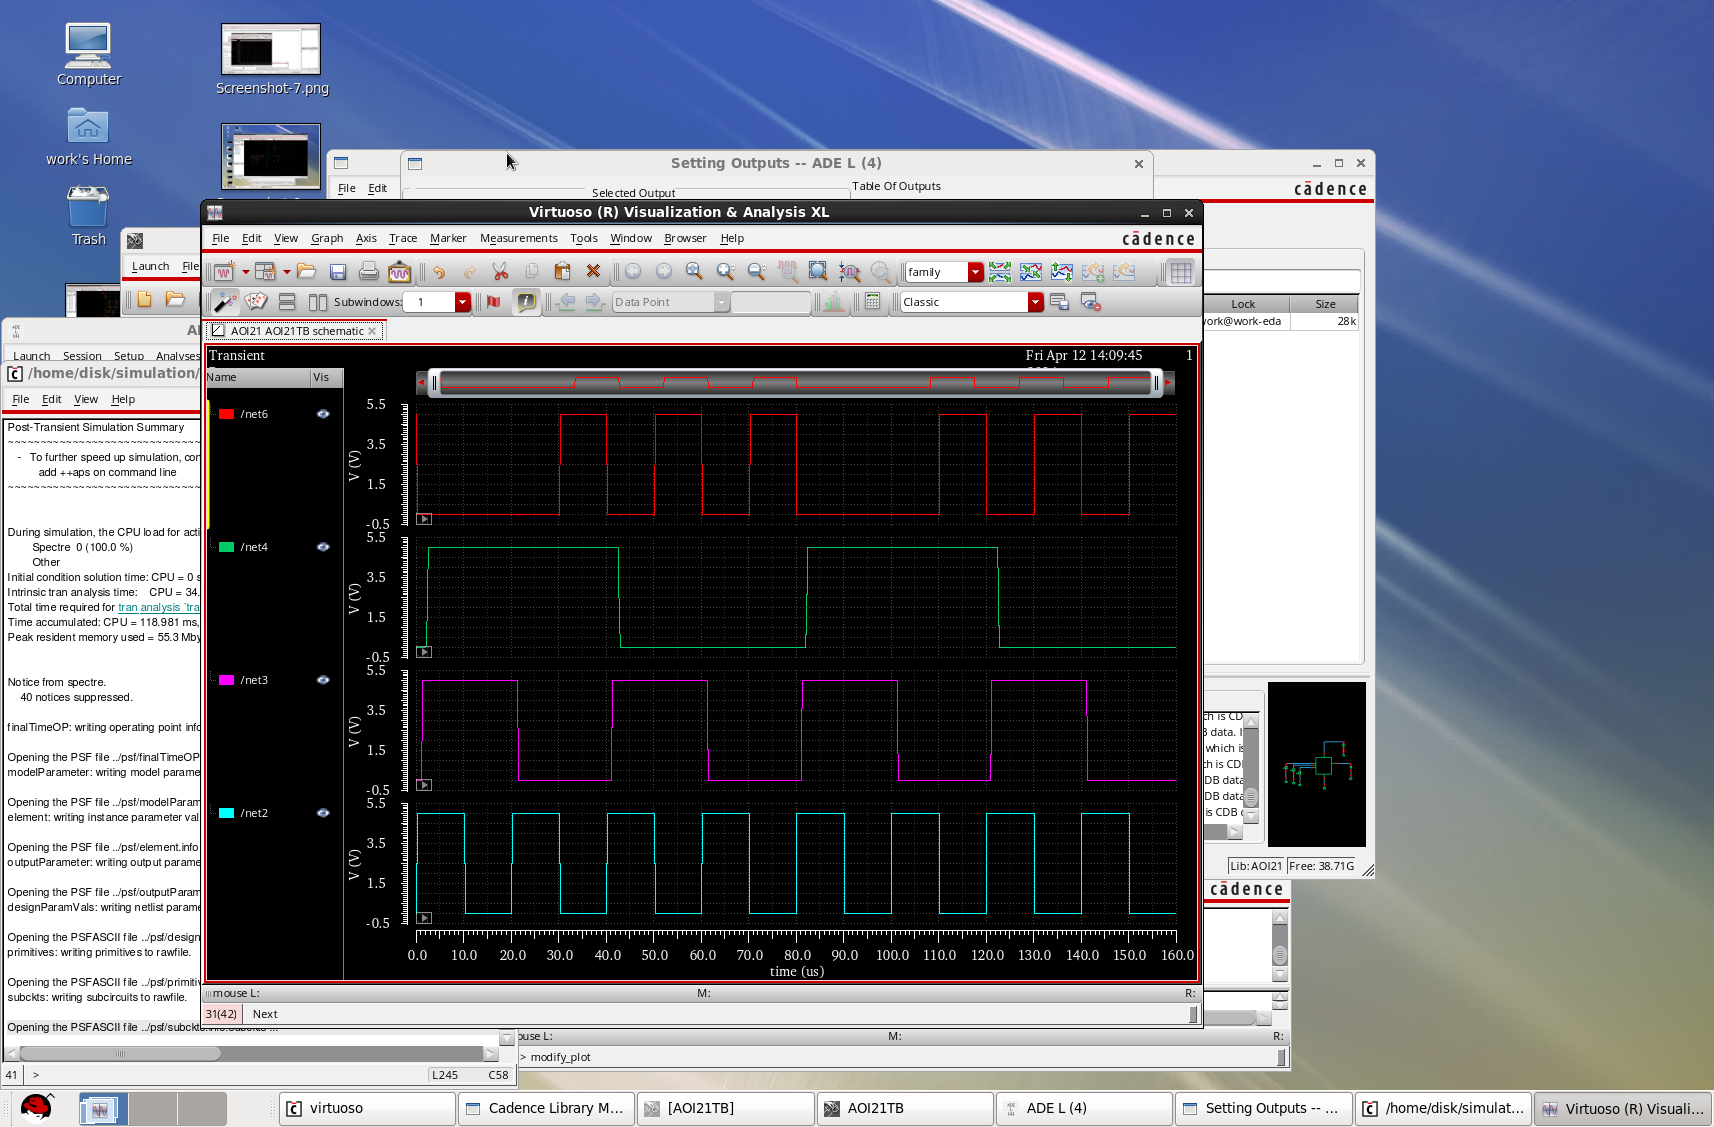 Computer
Screenshot-7.png
work's Home
Trash
Setting Outputs -- ADE L (4)
File Edit
Selected Output
Table Of Outputs
cādence
Virtuoso (R) Visualization & Analysis XL
File Edit View Graph Axis Trace Marker Measurements Tools Window Browser Help
cādence
Launch File
family
Subwindows: 1
Data Point
Classic
Lock Size
work@work-eda 28k
AOI21 AOI21TB schematic
Launch Session Setup Analyses
/home/disk/simulation/
File Edit View Help
Transient
Fri Apr 12 14:09:45 1
Name Vis
/net6
5.5
3.5
1.5
-0.5
V (V)
/net4
5.5
3.5
1.5
-0.5
V (V)
/net3
5.5
3.5
1.5
-0.5
V (V)
/net2
5.5
3.5
1.5
-0.5
V (V)
0.0 10.0 20.0 30.0 40.0 50.0 60.0 70.0 80.0 90.0 100.0 110.0 120.0 130.0 140.0 150.0 160.0
time (us)
mouse L: M: R:
31(42) Next
Post-Transient Simulation Summary
~~~~~~~~~~~~~~~~~~~~~~~~~~~~~~
- To further speed up simulation, con
add ++aps on command line
~~~~~~~~~~~~~~~~~~~~~~~~~~~~~~
During simulation, the CPU load for acti
Spectre 0 (100.0 %)
Other
Initial condition solution time: CPU = 0 s
Intrinsic tran analysis time: CPU = 34.
Total time required for tran analysis `tra
Time accumulated: CPU = 118.981 ms,
Peak resident memory used = 55.3 Mby
Notice from spectre.
40 notices suppressed.
finalTimeOP: writing operating point info
Opening the PSF file ../psf/finalTimeOP
modelParameter: writing model parame
Opening the PSF file ../psf/modelParam
element: writing instance parameter val
Opening the PSF file ../psf/element.info
outputParameter: writing output parame
Opening the PSF file ../psf/outputParam
designParamVals: writing netlist parame
Opening the PSFASCII file ../psf/design
primitives: writing primitives to rawfile.
Opening the PSFASCII file ../psf/primitiv
subckts: writing subcircuits to rawfile.
Opening the PSFASCII file ../psf/subckts.info.subckts ...
41 >
L245 C58
ch is CD
B data. I
which is
ch is CD
DB data
DB data
is CDB
Lib: AOI21 Free: 38.71G
cādence
ouse L: M: R:
> modify_plot
virtuoso
Cadence Library M...
[AOI21TB]
AOI21TB
ADE L (4)
Setting Outputs -- ...
/home/disk/simulat...
Virtuoso (R) Visuali...